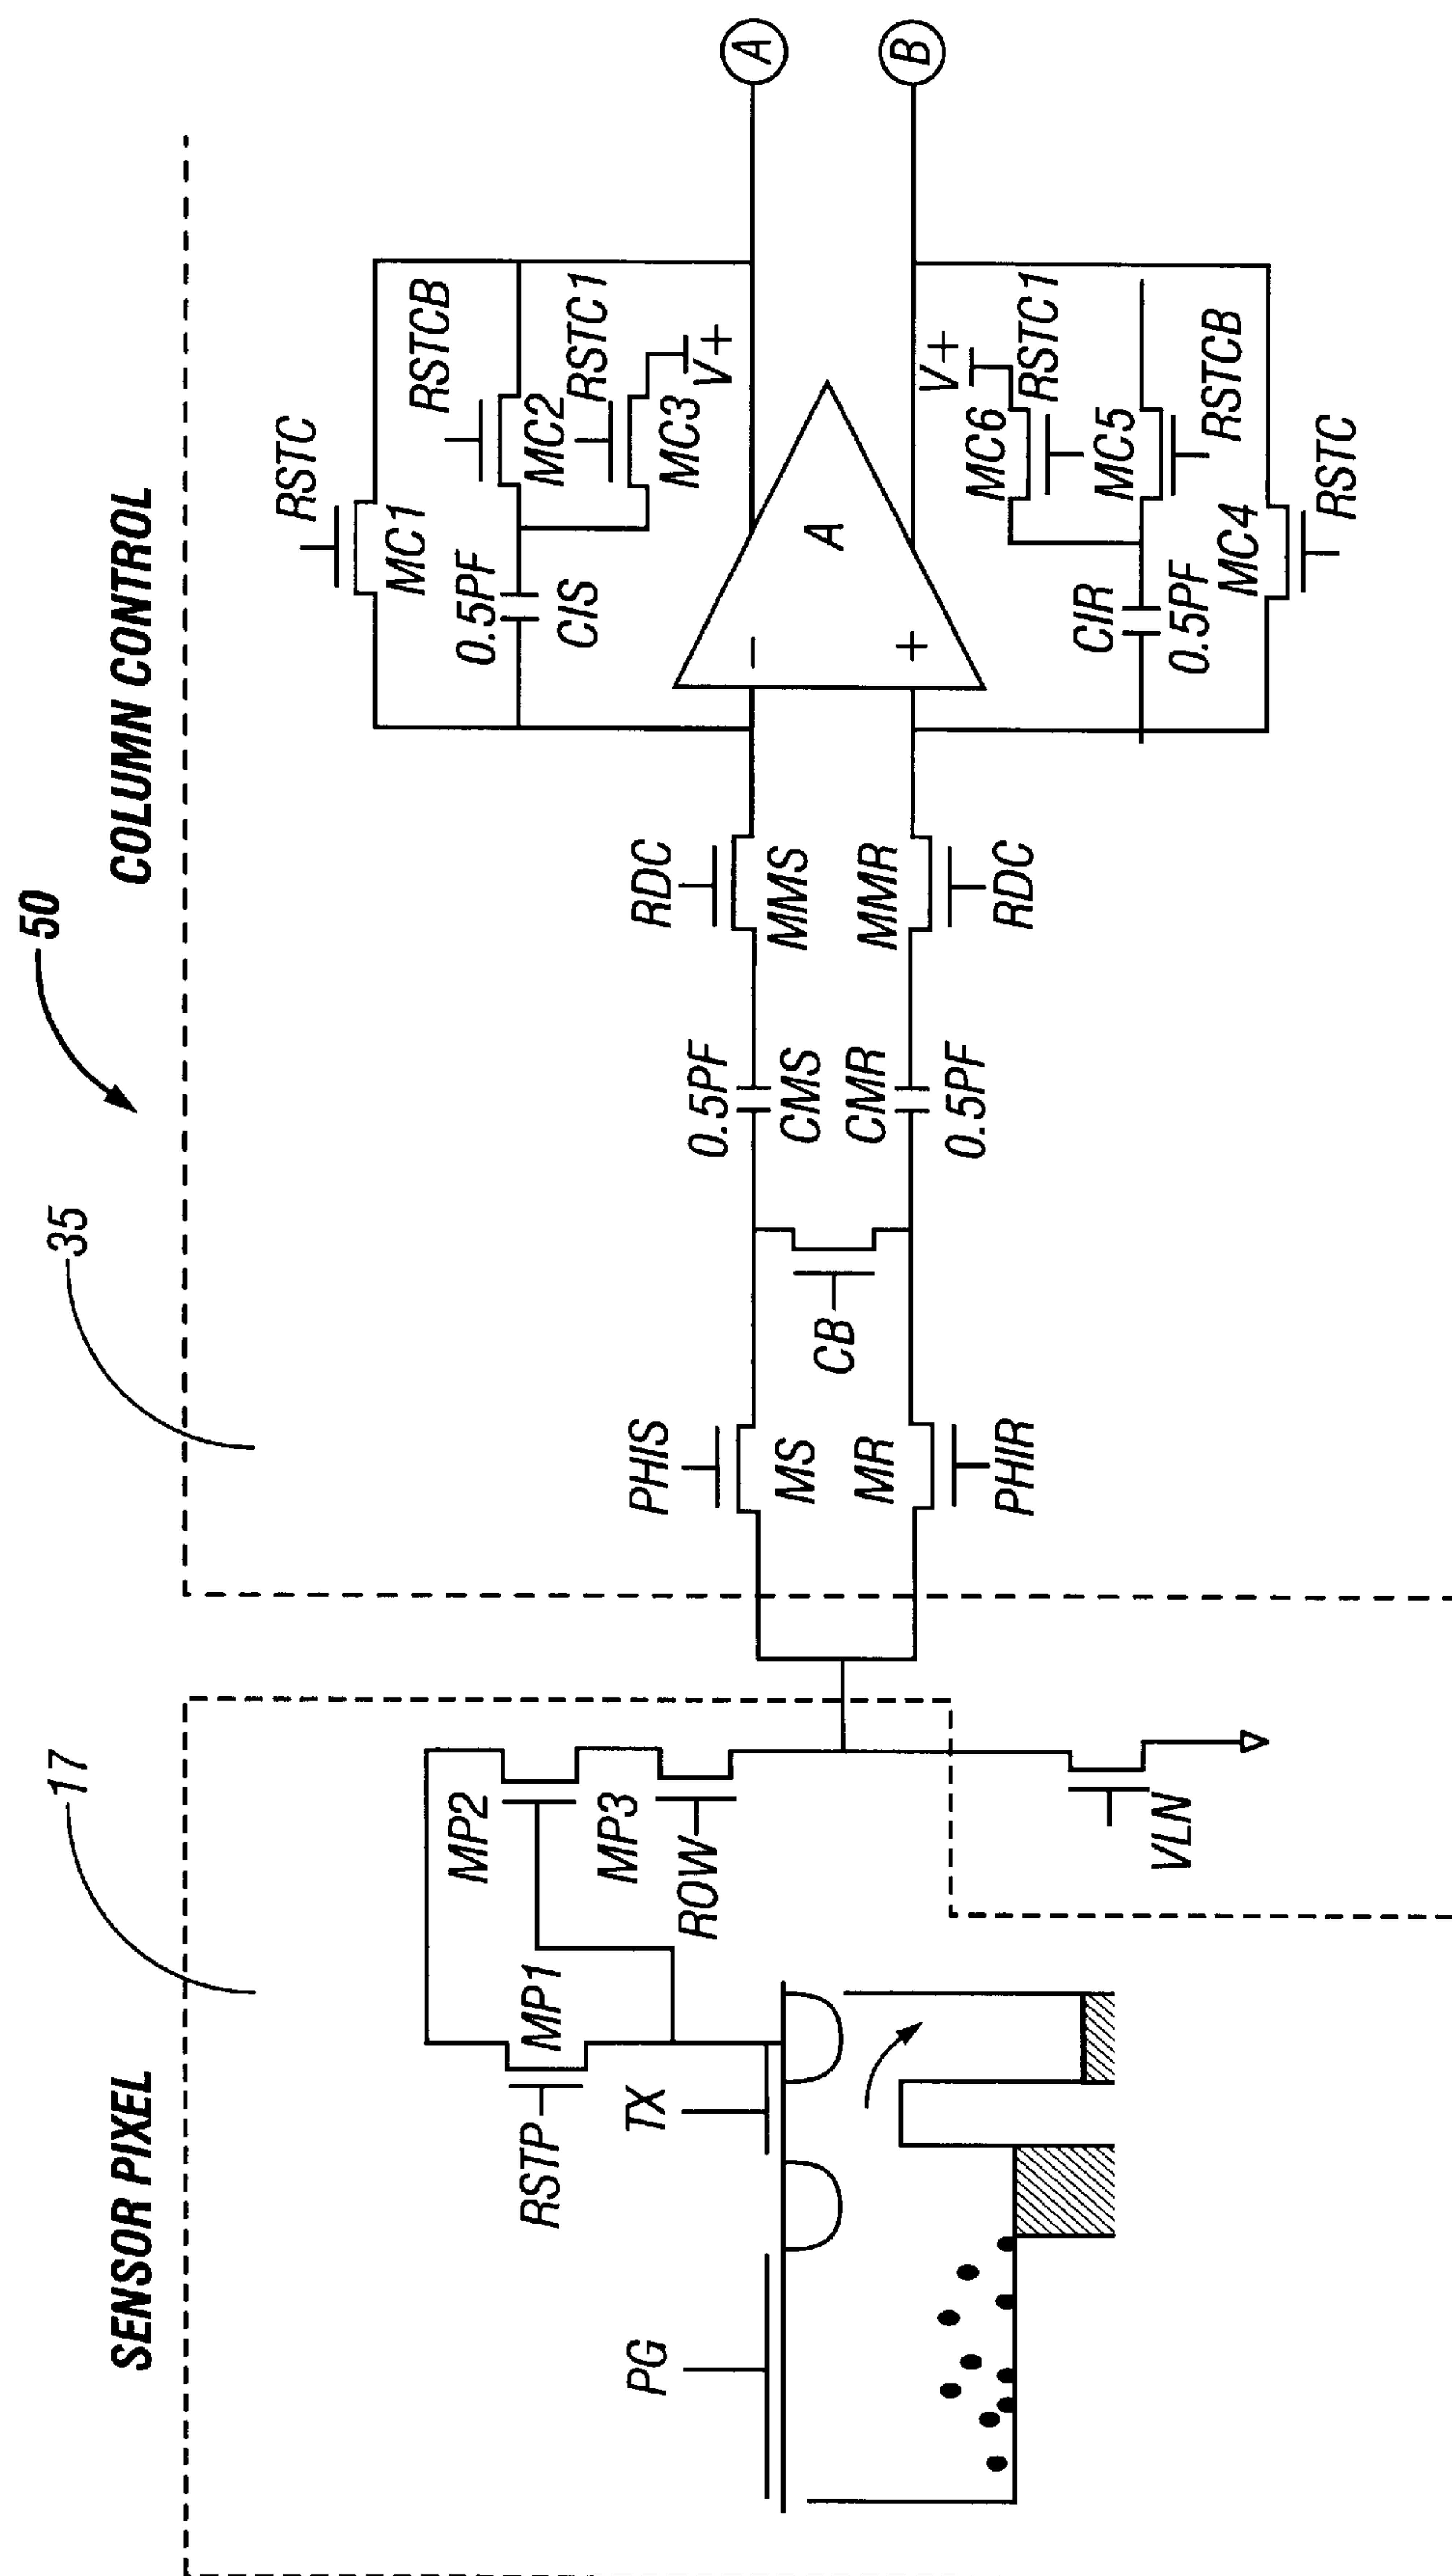 50
17
35
SENSOR PIXEL
COLUMN CONTROL
RSTC
MC1
RSTCB
0.5PF
MC2
CIS
RSTC1
MC3
V+
MP2
MP1
RSTP
MP3
ROW
PG
TX
PHIS
MS
MR
PHIR
CB
0.5PF
CMS
CMR
0.5PF
RDC
MMS
MMR
RDC
−
+
A
A
B
V+
MC6
RSTC1
CIR
MC5
0.5PF
RSTCB
MC4
RSTC
VLN